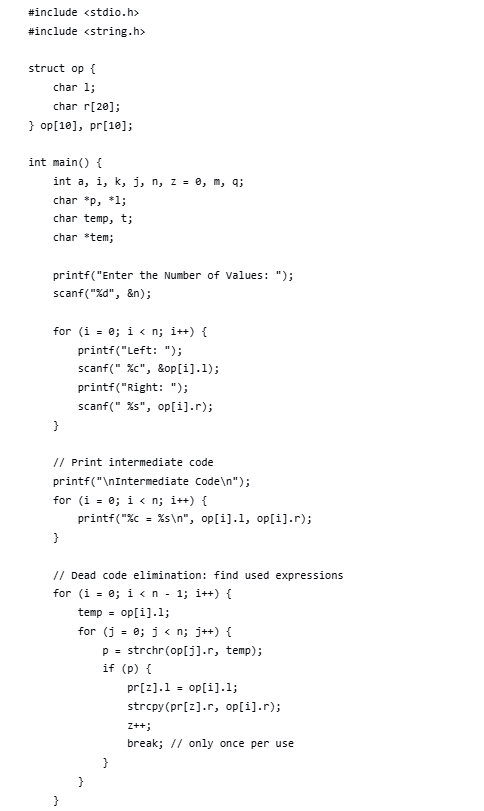 #include <stdio.h>
#include <string.h>

struct op {
    char l;
    char r[20];
} op[10], pr[10];

int main() {
    int a, i, k, j, n, z = 0, m, q;
    char *p, *l;
    char temp, t;
    char *tem;

    printf("Enter the Number of Values: ");
    scanf("%d", &n);

    for (i = 0; i < n; i++) {
        printf("Left: ");
        scanf(" %c", &op[i].l);
        printf("Right: ");
        scanf(" %s", op[i].r);
    }

    // Print intermediate code
    printf("\nIntermediate Code\n");
    for (i = 0; i < n; i++) {
        printf("%c = %s\n", op[i].l, op[i].r);
    }

    // Dead code elimination: find used expressions
    for (i = 0; i < n - 1; i++) {
        temp = op[i].l;
        for (j = 0; j < n; j++) {
            p = strchr(op[j].r, temp);
            if (p) {
                pr[z].l = op[i].l;
                strcpy(pr[z].r, op[i].r);
                z++;
                break; // only once per use
            }
        }
    }